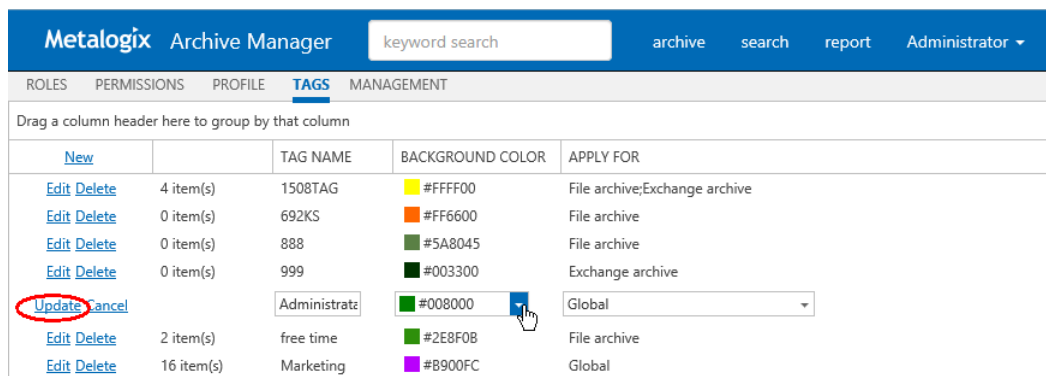 Metalogix Archive Manager keyword search archive search report Administrator
ROLES PERMISSIONS PROFILE TAGS MANAGEMENT
Drag a column header here to group by that column
New TAG NAME BACKGROUND COLOR APPLY FOR
Edit Delete 4 item(s) 1508TAG #FFFF00 File archive;Exchange archive
Edit Delete 0 item(s) 692KS #FF6600 File archive
Edit Delete 0 item(s) 888 #5A8045 File archive
Edit Delete 0 item(s) 999 #003300 Exchange archive
Update Cancel Administrata #008000 Global
Edit Delete 2 item(s) free time #2E8F0B File archive
Edit Delete 16 item(s) Marketing #B900FC Global